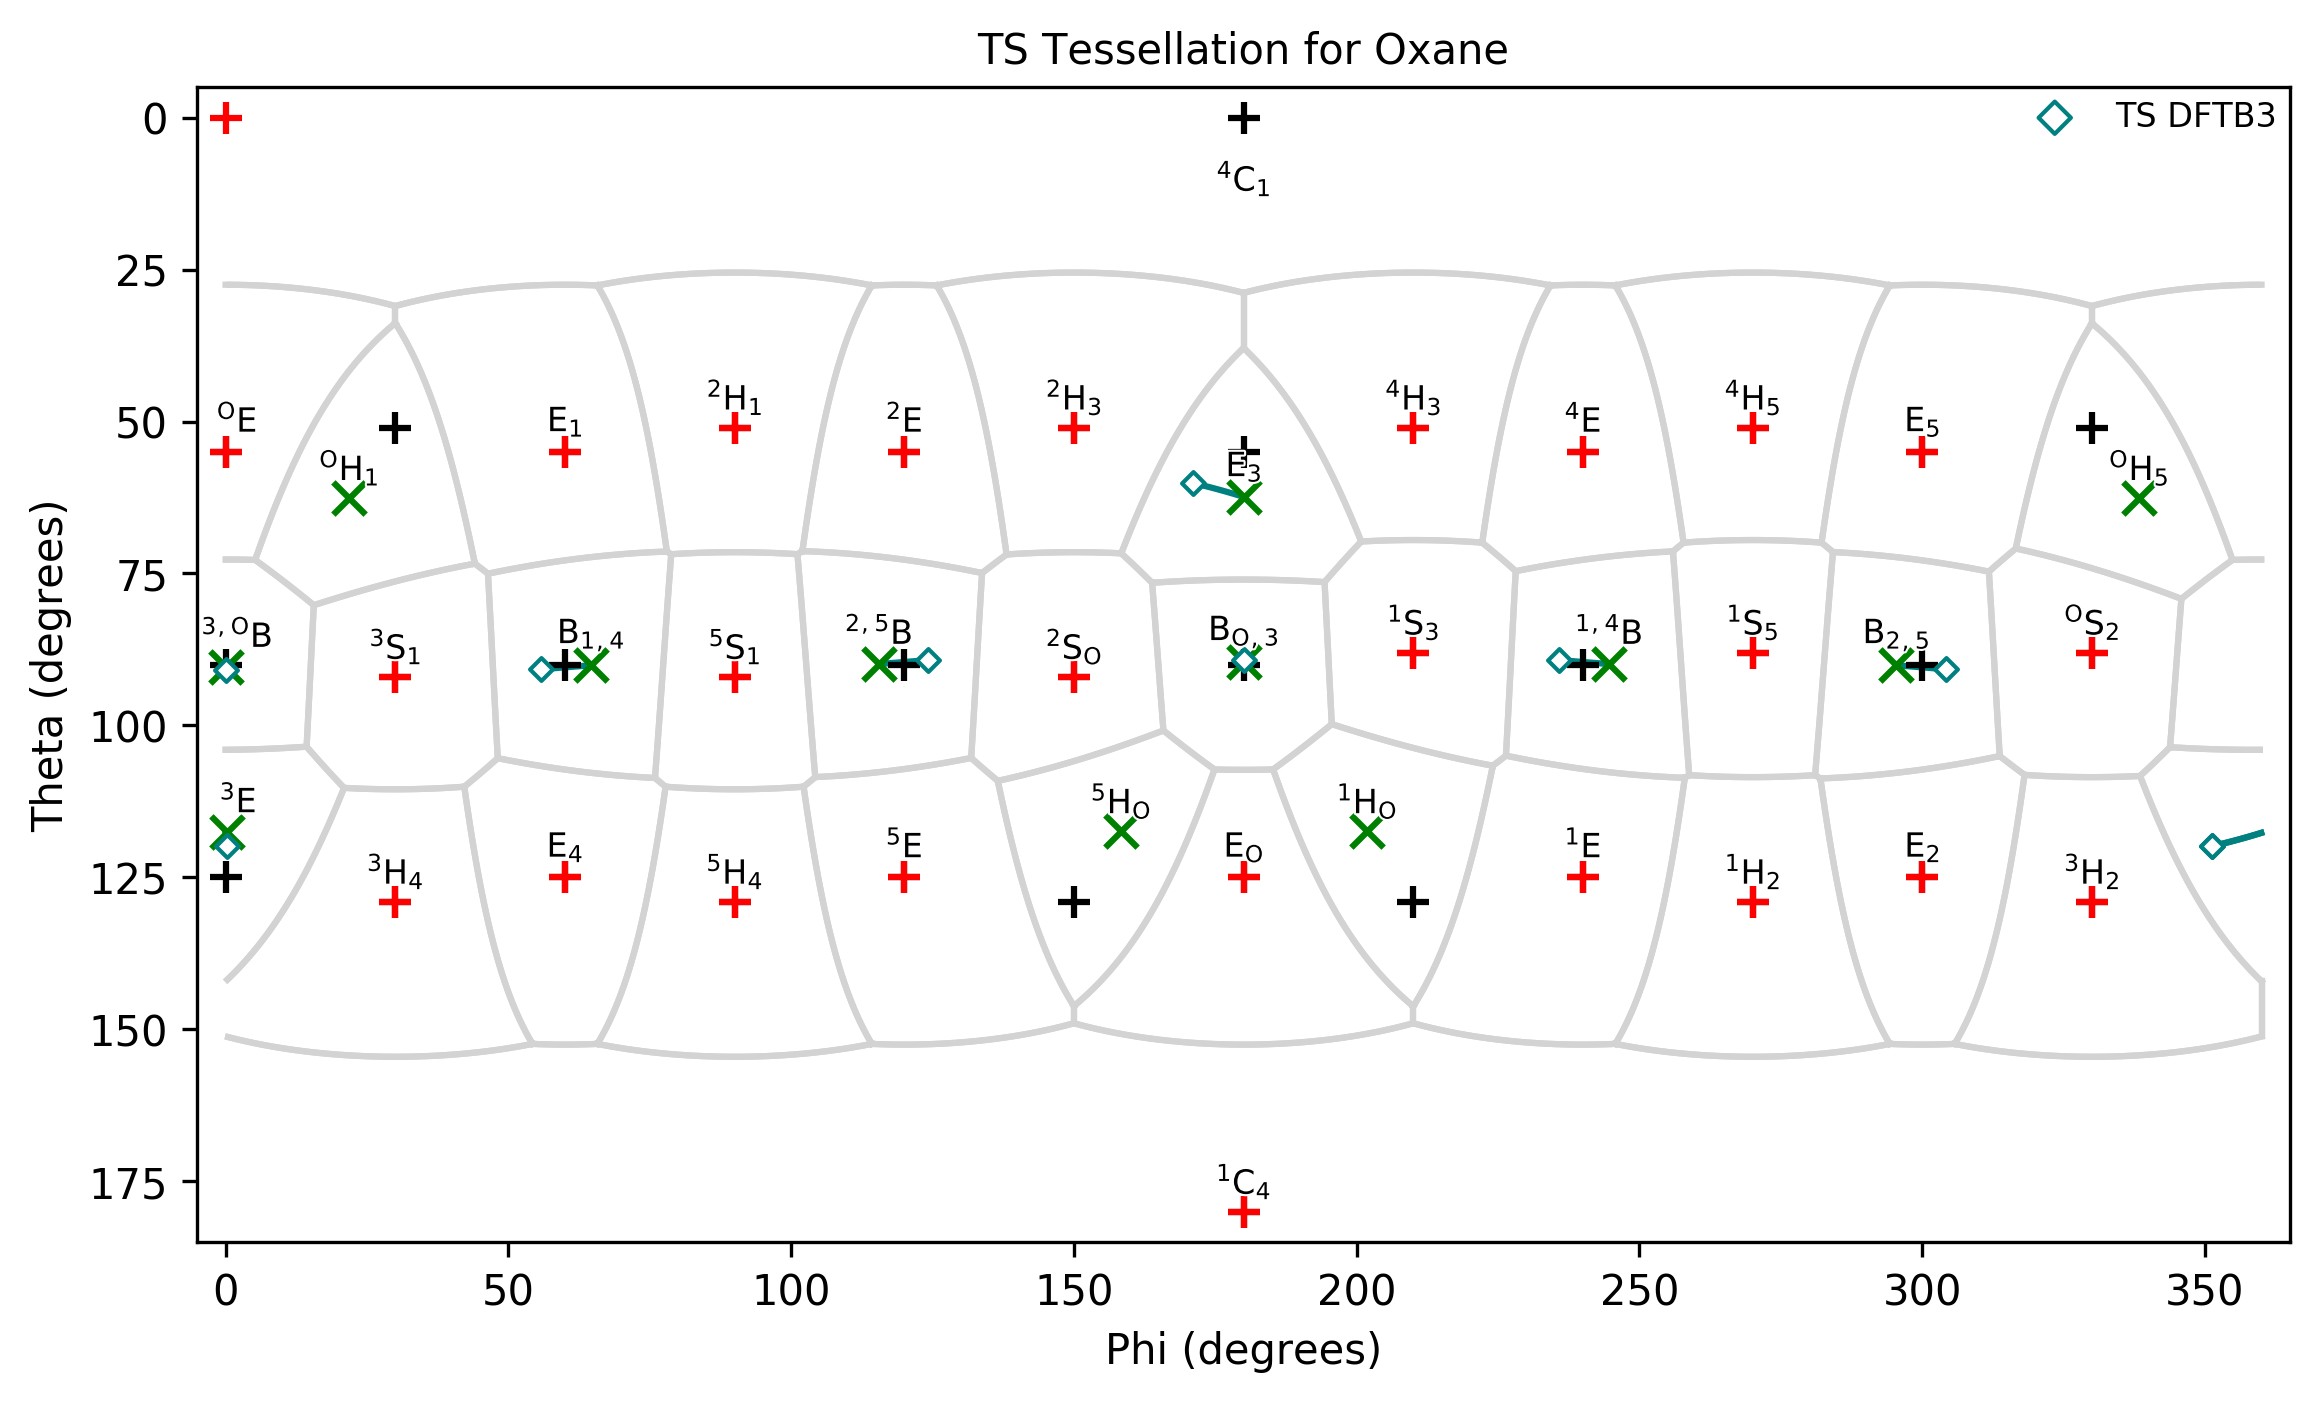 TS Tessellation for Oxane
TS DFTB3
⁴C₁
ᴼE ᴼH₁ E₁ ²H₁ ²E ²H₃ E₃ ⁴H₃ ⁴E ⁴H₅ E₅ ᴼH₅
³,ᴼB ³S₁ B₁,₄ ⁵S₁ ²,⁵B ²Sₒ Bₒ,₃ ¹S₃ ¹,⁴B ¹S₅ B₂,₅ ᴼS₂
³E ³H₄ E₄ ⁵H₄ ⁵E ⁵Hₒ Eₒ ¹Hₒ ¹E ¹H₂ E₂ ³H₂
¹C₄
0
25
50
75
100
125
150
175
Theta (degrees)
0 50 100 150 200 250 300 350
Phi (degrees)